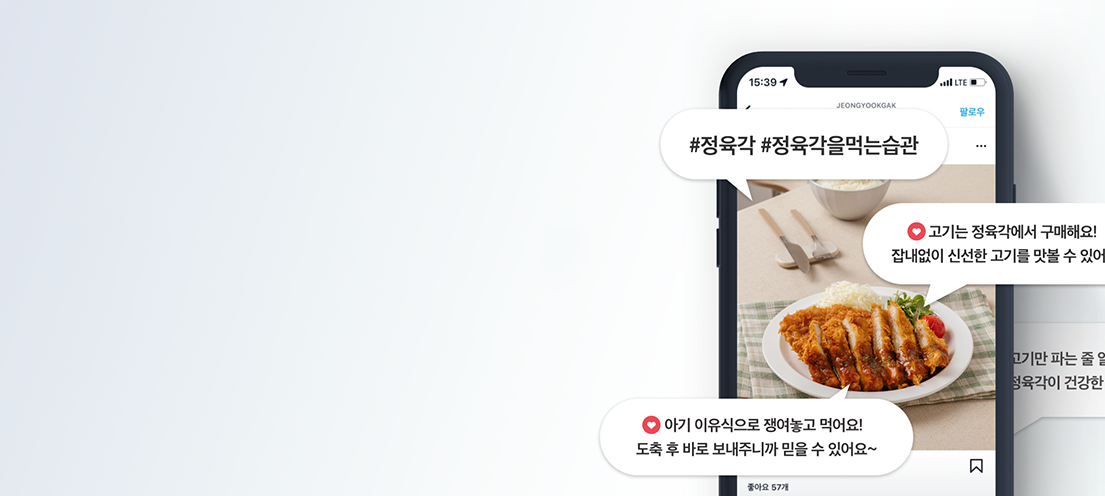 15:39
LTE
JEONGYOOKGAK
팔로우
#정육각 #정육각을먹는습관
고기는 정육각에서 구매해요!
잡내없이 신선한 고기를 맛볼 수 있어
고기만 파는 줄
정육각이 건강한
아기 이유식으로 쟁여놓고 먹어요!
도축 후 바로 보내주니까 믿을 수 있어요~
좋아요 57개